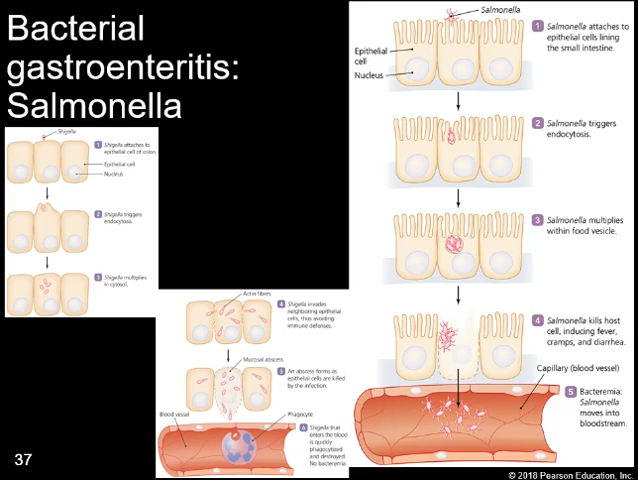 Bacterial
gastroenteritis:
Salmonella
Shigella
1 Shigella attaches to
epithelial cell of colon.
Epithelial cell
Nucleus
2 Shigella triggers
endocytosis.
3 Shigella multiplies
in cytosol.
Actin fibers
4 Shigella invades
neighboring epithelial
cells, thus avoiding
immune defenses.
Mucosal abscess
5 An abscess forms as
epithelial cells are killed
by the infection.
Blood vessel
Phagocyte
6 Shigella that
enters the blood
is quickly
phagocytized
and destroyed.
No bacteremia.
Salmonella
1 Salmonella attaches to
epithelial cells lining
the small intestine.
Epithelial
cell
Nucleus
2 Salmonella triggers
endocytosis.
3 Salmonella multiplies
within food vesicle.
4 Salmonella kills host
cell, inducing fever,
cramps, and diarrhea.
Capillary (blood vessel)
5 Bacteremia:
Salmonella
moves into
bloodstream.
37
© 2018 Pearson Education, Inc.